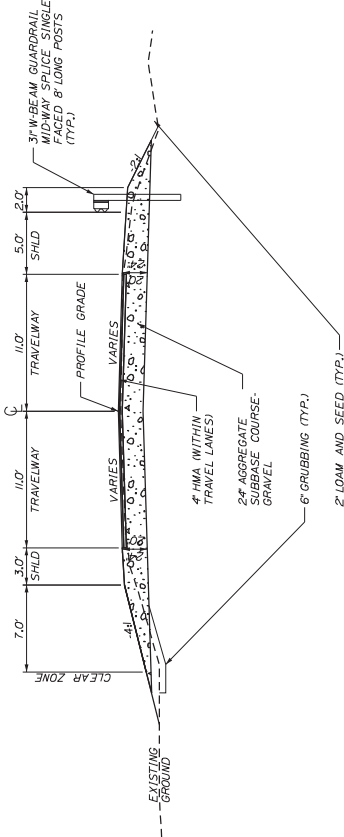 31" W-BEAM GUARDRAIL
MID-WAY SPLICE SINGLE
FACED 8' LONG POSTS
(TYP.)
7.0'
3.0'
SHLD
11.0'
TRAVELWAY
11.0'
TRAVELWAY
5.0'
SHLD
2.0'
CLEAR ZONE
PROFILE GRADE
VARIES
VARIES
4:1
2:1
20"
24"
EXISTING
GROUND
4" HMA (WITHIN
TRAVEL LANES)
24" AGGREGATE
SUBBASE COURSE-
GRAVEL
6" GRUBBING (TYP.)
2" LOAM AND SEED (TYP.)